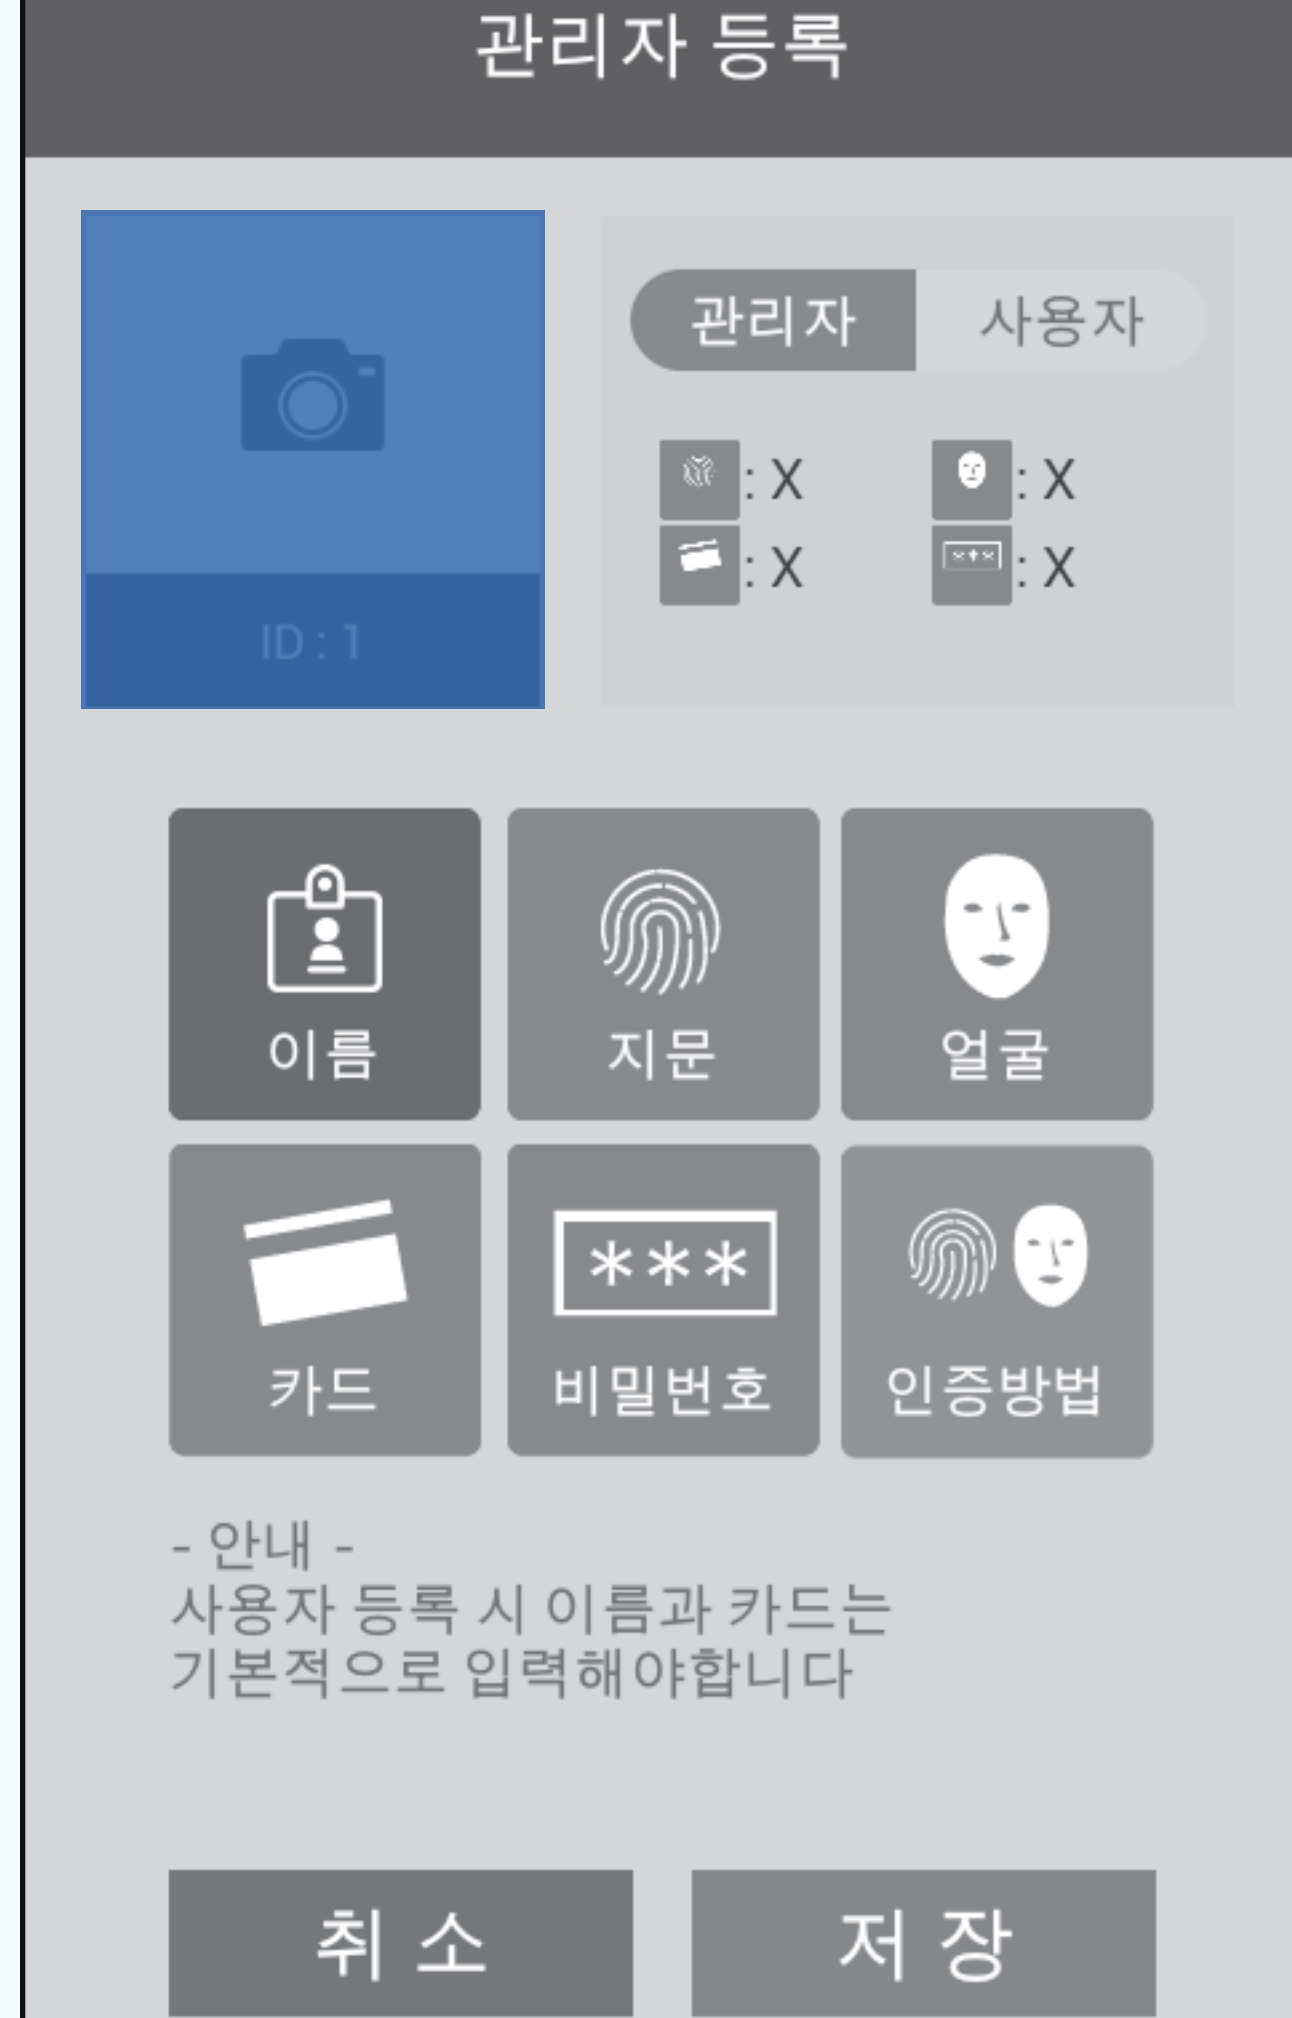 관리자 등록
관리자 사용자
: X : X
: X *** : X
ID : 1
이름 지문 얼굴
***
카드 비밀번호 인증방법
- 안내 -
사용자 등록 시 이름과 카드는
기본적으로 입력해야합니다
취 소 저 장